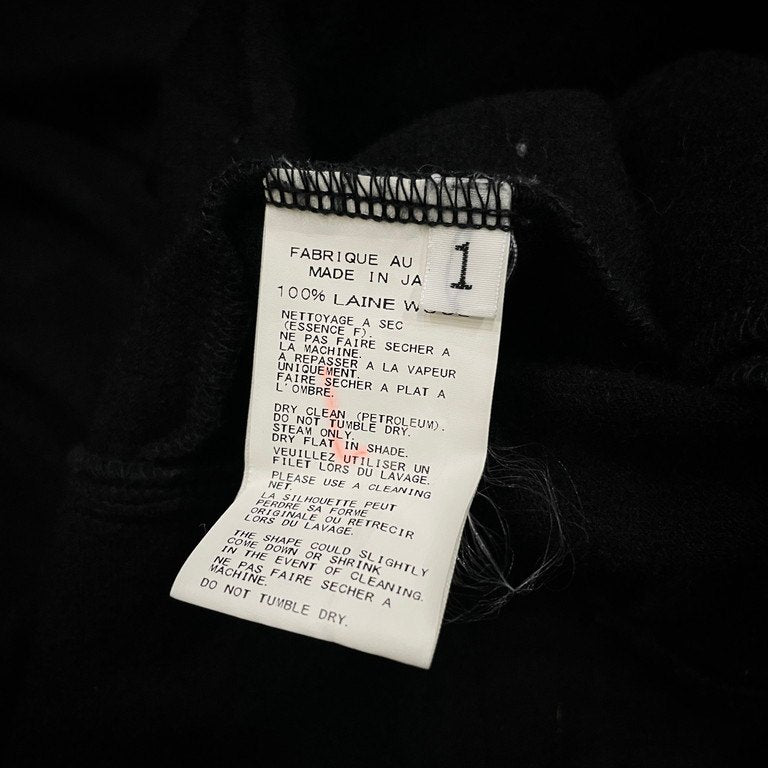 1
FABRIQUE AU
MADE IN JA
100% LAINE
NETTOYAGE A SEC
(ESSENCE F).
NE PAS FAIRE SECHER A
LA MACHINE.
A REPASSER A LA VAPEUR
UNIQUEMENT.
FAIRE SECHER A PLAT A
L'OMBRE.
DRY CLEAN (PETROLEUM).
DO NOT TUMBLE DRY.
STEAM ONLY.
DRY FLAT IN SHADE.
VEUILLEZ UTILISER UN
FILET LORS DU LAVAGE.
PLEASE USE A CLEANING
NET.
LA SILHOUETTE PEUT
PERDRE SA FORME
ORIGINALE OU RETRECIR
LORS DU LAVAGE.
THE SHAPE COULD SLIGHTLY
COME DOWN OR SHRINK
IN THE EVENT OF CLEANING.
NE PAS FAIRE SECHER A
MACHINE.
DO NOT TUMBLE DRY.